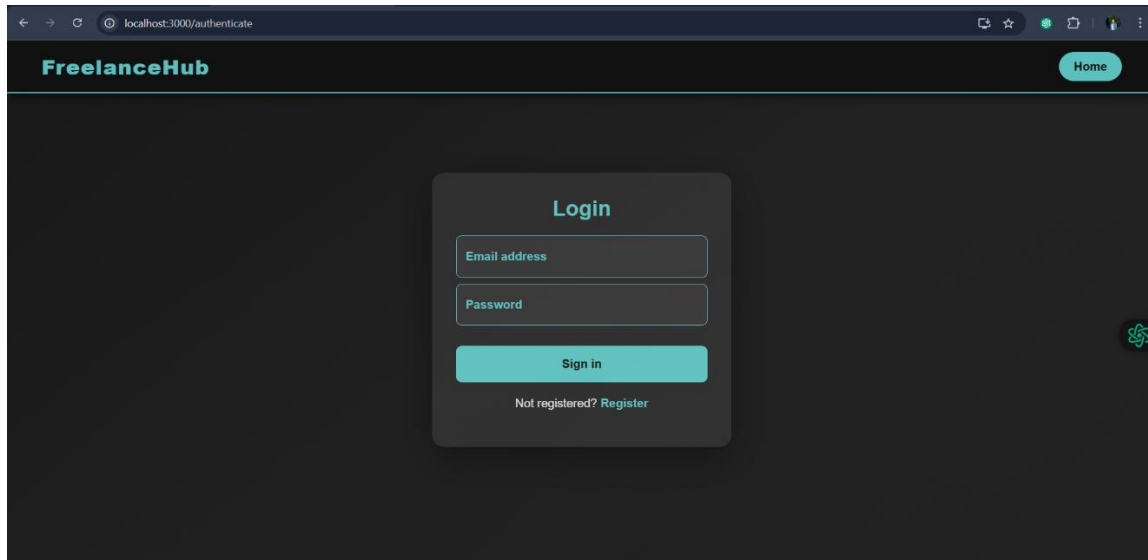 localhost:3000/authenticate
FreelanceHub
Home
Login
Email address
Password
Sign in
Not registered? Register